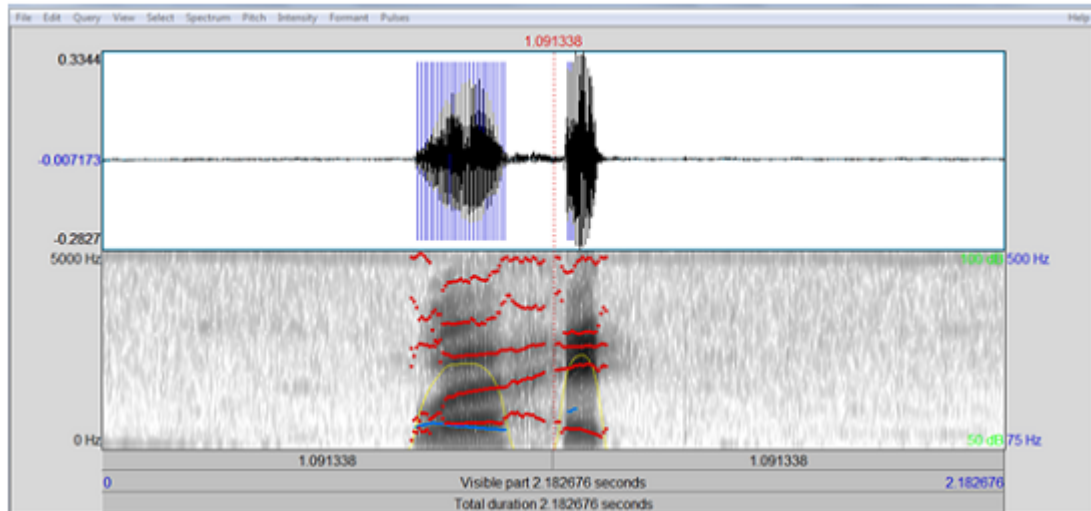 File Edit Query View Select Spectrum Pitch Intensity Formant Pulses Help
1.091338
0.3344
-0.007173
-0.2827
5000 Hz 100 dB 500 Hz
0 Hz 50 dB 75 Hz
1.091338 1.091338
0 Visible part 2.182676 seconds 2.182676
Total duration 2.182676 seconds